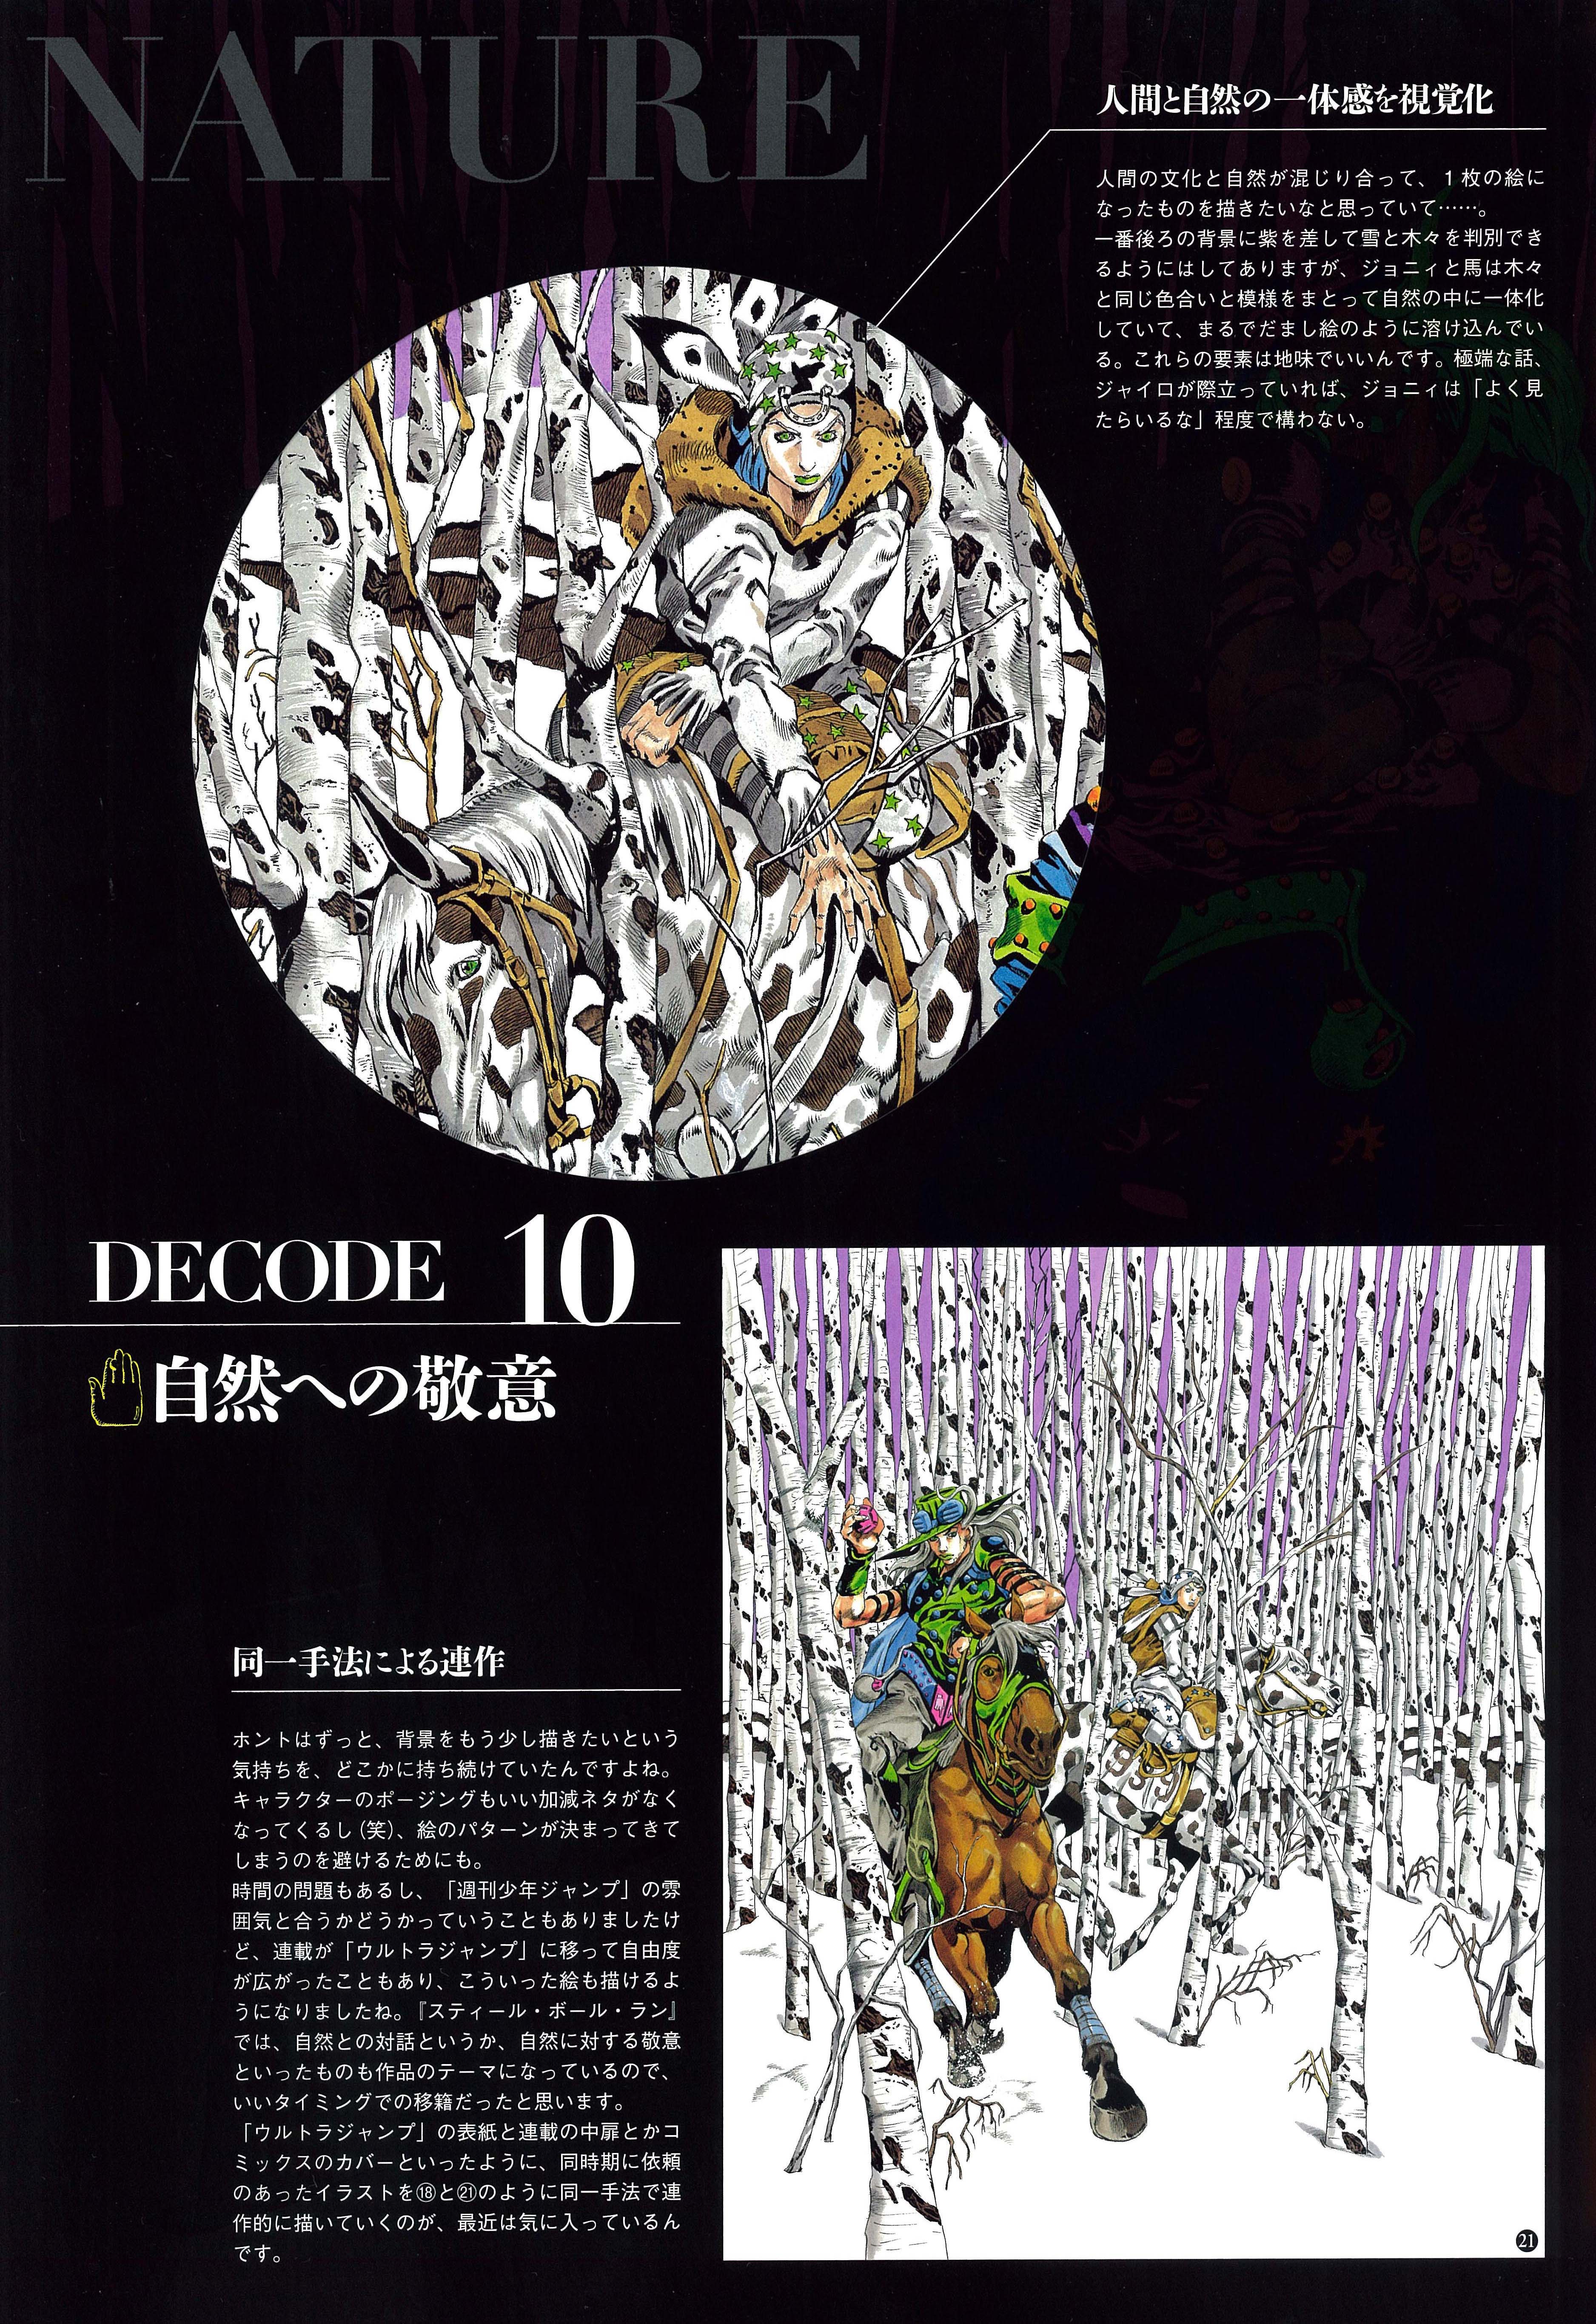 NATURE
人間と自然の一体感を視覚化
人間の文化と自然が混じり合って、１枚の絵に
なったものを描きたいなと思っていて……。
一番後ろの背景に紫を差して雪と木々を判別でき
るようにはしてありますが、ジョニィと馬は木々
と同じ色合いと模様をまとって自然の中に一体化
していて、まるでだまし絵のように溶け込んでい
る。これらの要素は地味でいいんです。極端な話、
ジャイロが際立っていれば、ジョニィは「よく見
たらいるな」程度で構わない。
DECODE 10
自然への敬意
同一手法による連作
ホントはずっと、背景をもう少し描きたいという
気持ちを、どこかに持ち続けていたんですよね。
キャラクターのポージングもいい加減ネタがなく
なってくるし（笑）、絵のパターンが決まってきて
しまうのを避けるためにも。
時間の問題もあるし、「週刊少年ジャンプ」の雰
囲気と合うかどうかっていうこともありましたけ
ど、連載が「ウルトラジャンプ」に移って自由度
が広がったこともあり、こういった絵も描けるよ
うになりましたね。『スティール・ボール・ラン』
では、自然との対話というか、自然に対する敬意
といったものも作品のテーマになっているので、
いいタイミングでの移籍だったと思います。
「ウルトラジャンプ」の表紙と連載の中扉とかコ
ミックスのカバーといったように、同時期に依頼
のあったイラストを⑱と㉑のように同一手法で連
作的に描いていくのが、最近は気に入っているん
です。
21